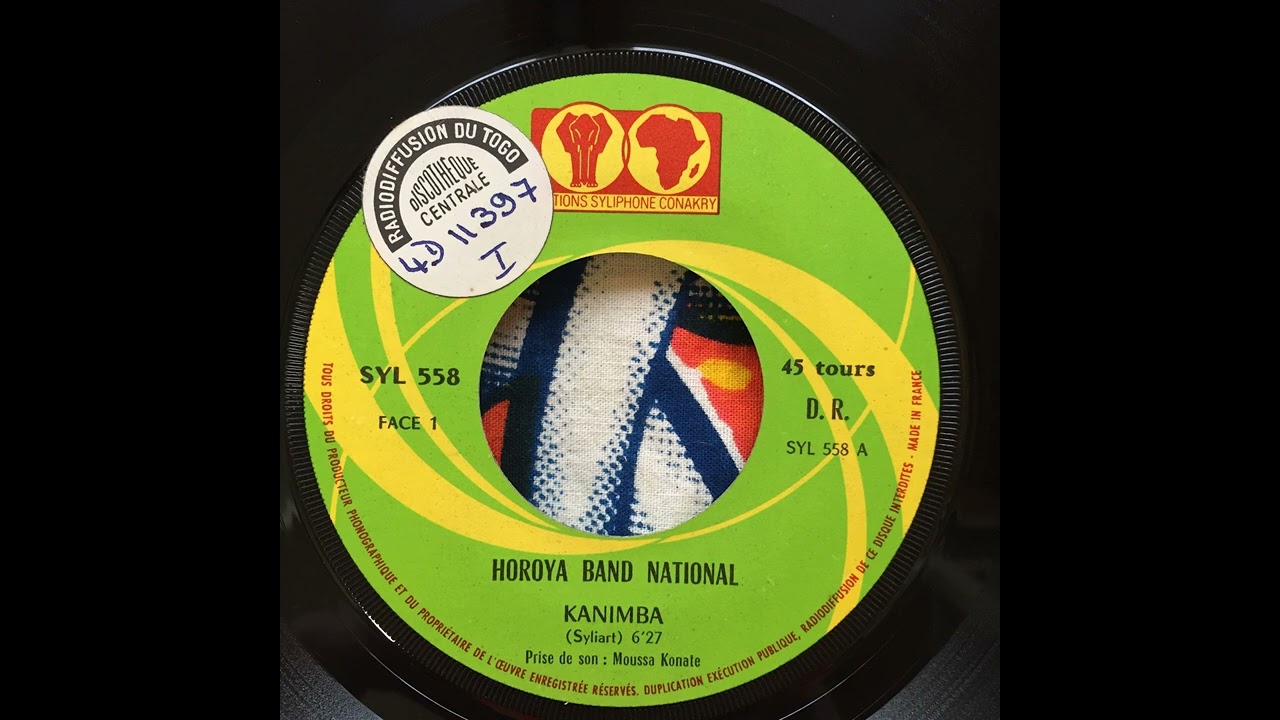 RADIODIFFUSION DU TOGO
DISCOTHÈQUE
CENTRALE
4D 11397
I
TIONS SYLIPHONE CONAKRY
SYL 558
FACE 1
45 tours
D. R.
SYL 558 A
HOROYA BAND NATIONAL
KANIMBA
(Syliart) 6'27
Prise de son : Moussa Konate
TOUS DROITS DU PRODUCTEUR PHONOGRAPHIQUE ET DU PROPRIÉTAIRE DE L'ŒUVRE ENREGISTRÉE RÉSERVÉS. DUPLICATION EXÉCUTION PUBLIQUE, RADIODIFFUSION DE CE DISQUE INTERDITES - MADE IN FRANCE